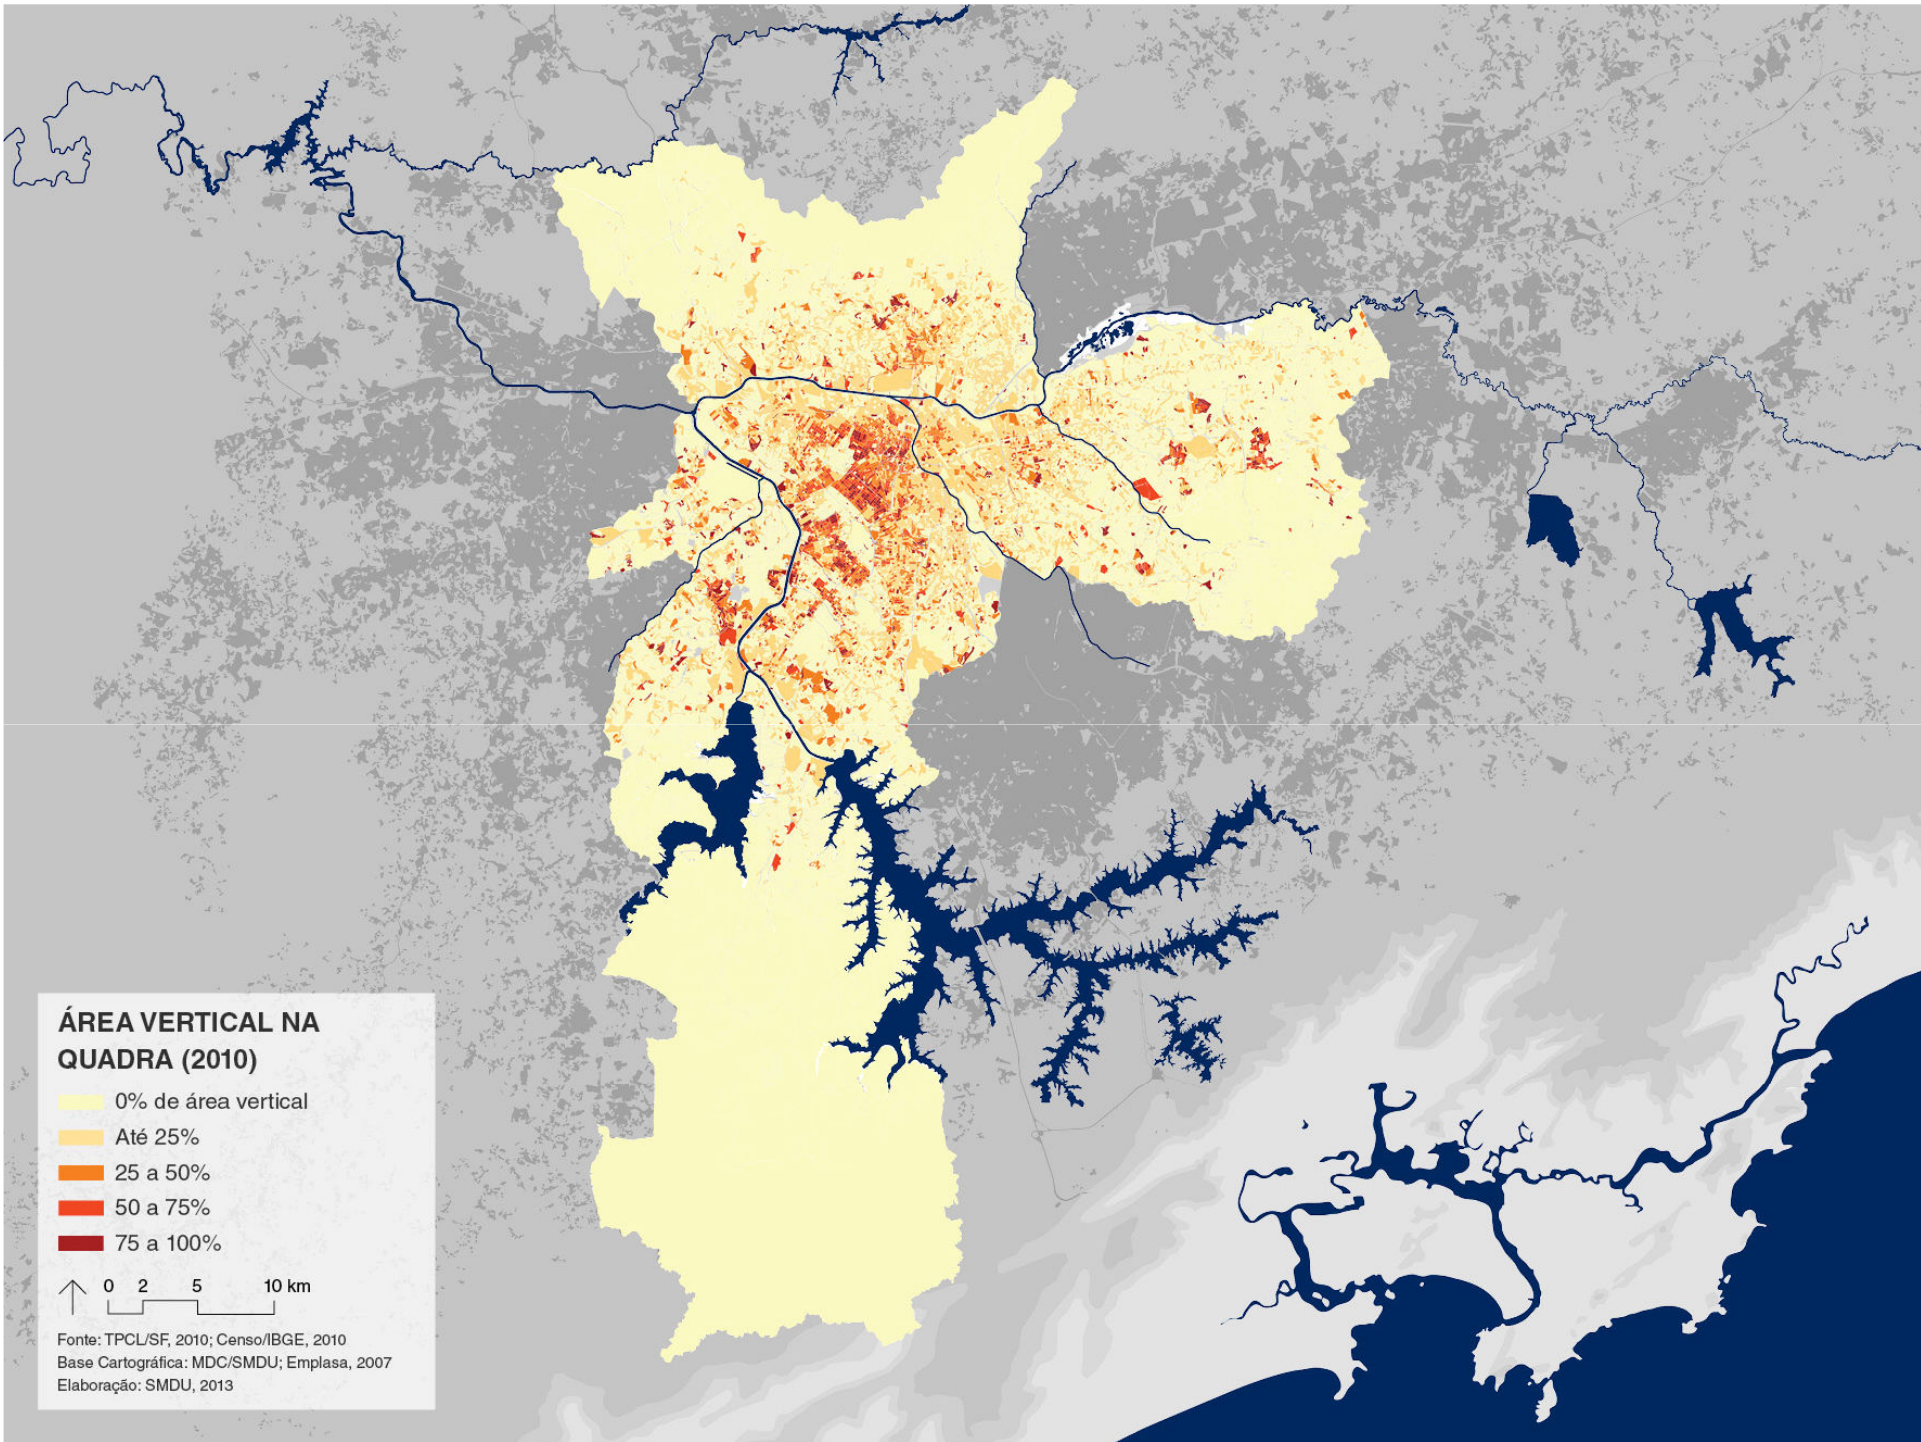 ÁREA VERTICAL NA
QUADRA (2010)
0% de área vertical
Até 25%
25 a 50%
50 a 75%
75 a 100%
0 2 5 10 km
Fonte: TPCL/SF, 2010; Censo/IBGE, 2010
Base Cartográfica: MDC/SMDU; Emplasa, 2007
Elaboração: SMDU, 2013